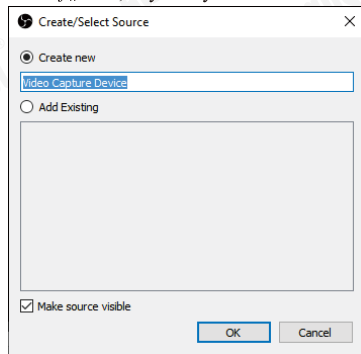 Create/Select Source
Create new
Video Capture Device
Add Existing
Make source visible
OK Cancel